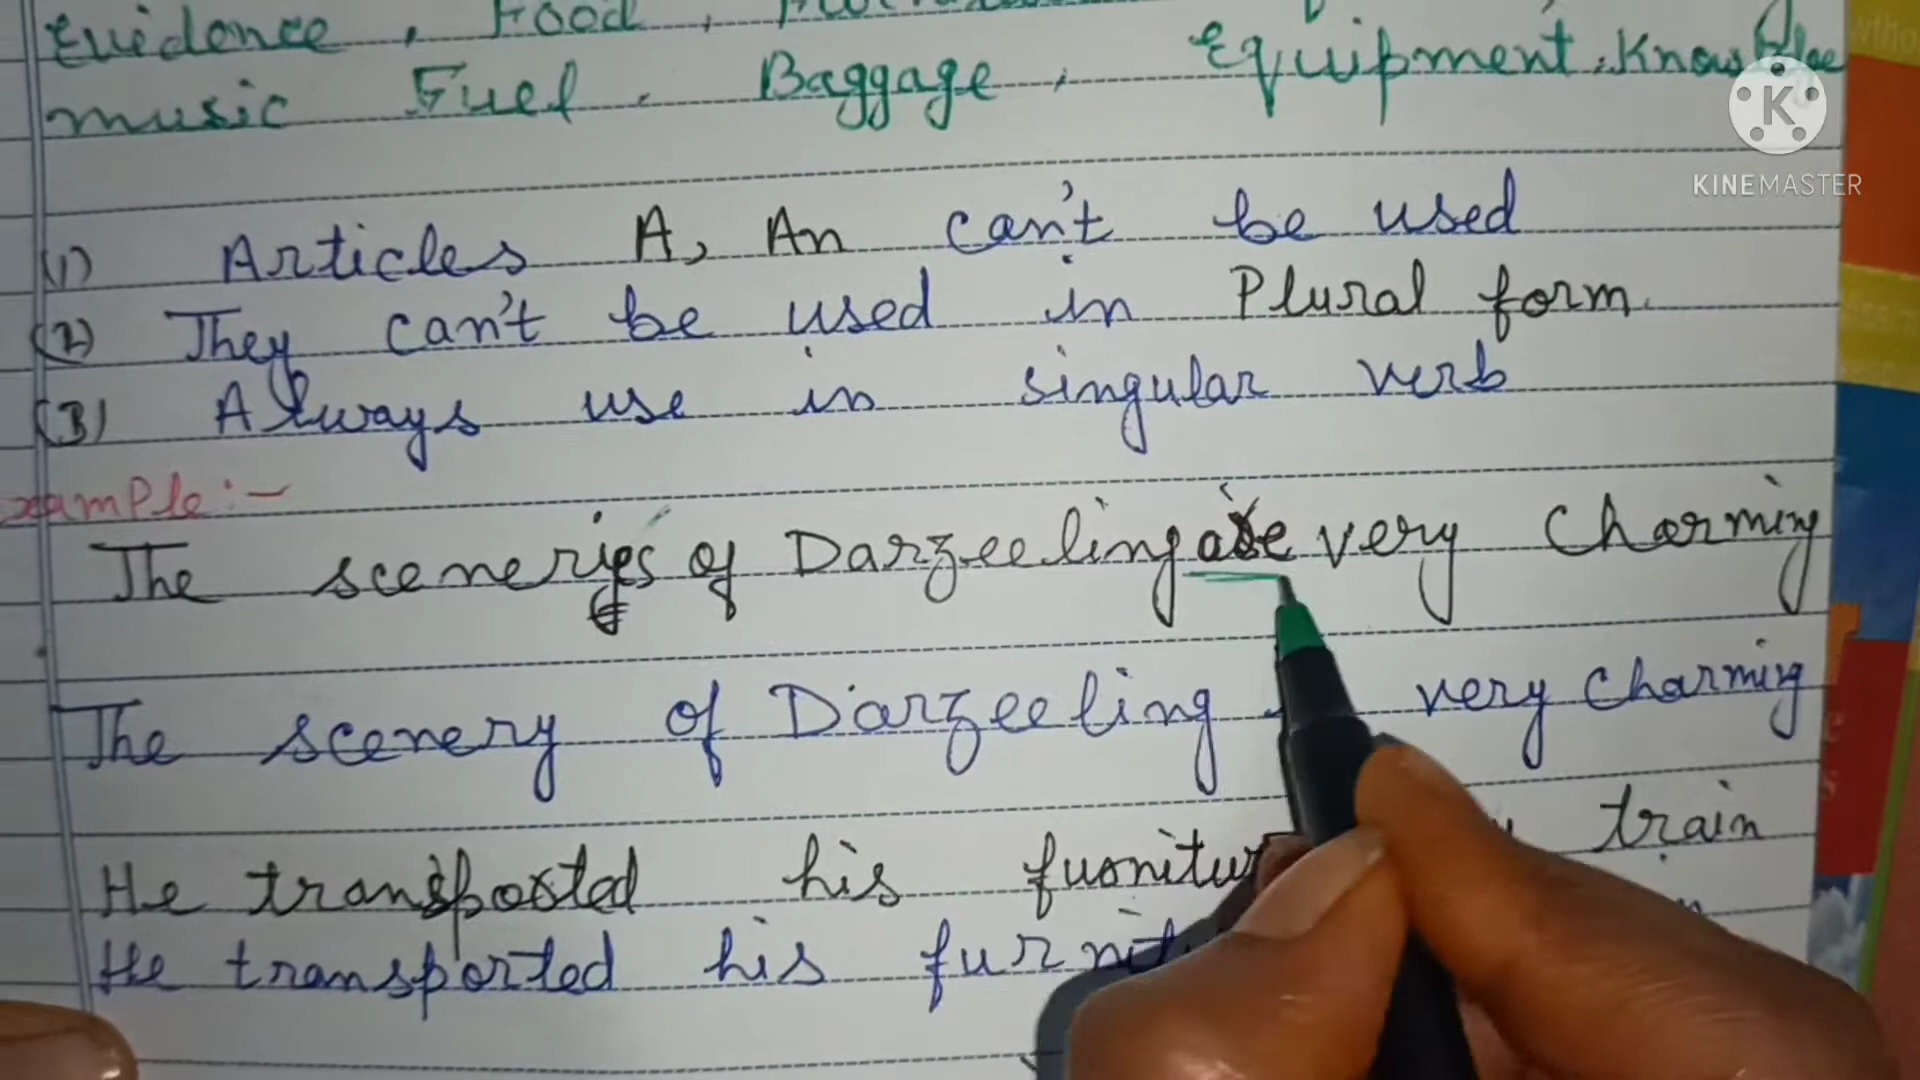 Evidence, Food,
music Fuel, Baggage, Equipment, Know
K
KINEMASTER
(1) Articles A, An can't be used
(2) They can't be used in Plural form.
(3) Always use in singular verb
xample:-
The sceneries of Darzeeling are very charming
The scenery of Darzeeling very charming
He transported his furnitur train
He transported his furnit